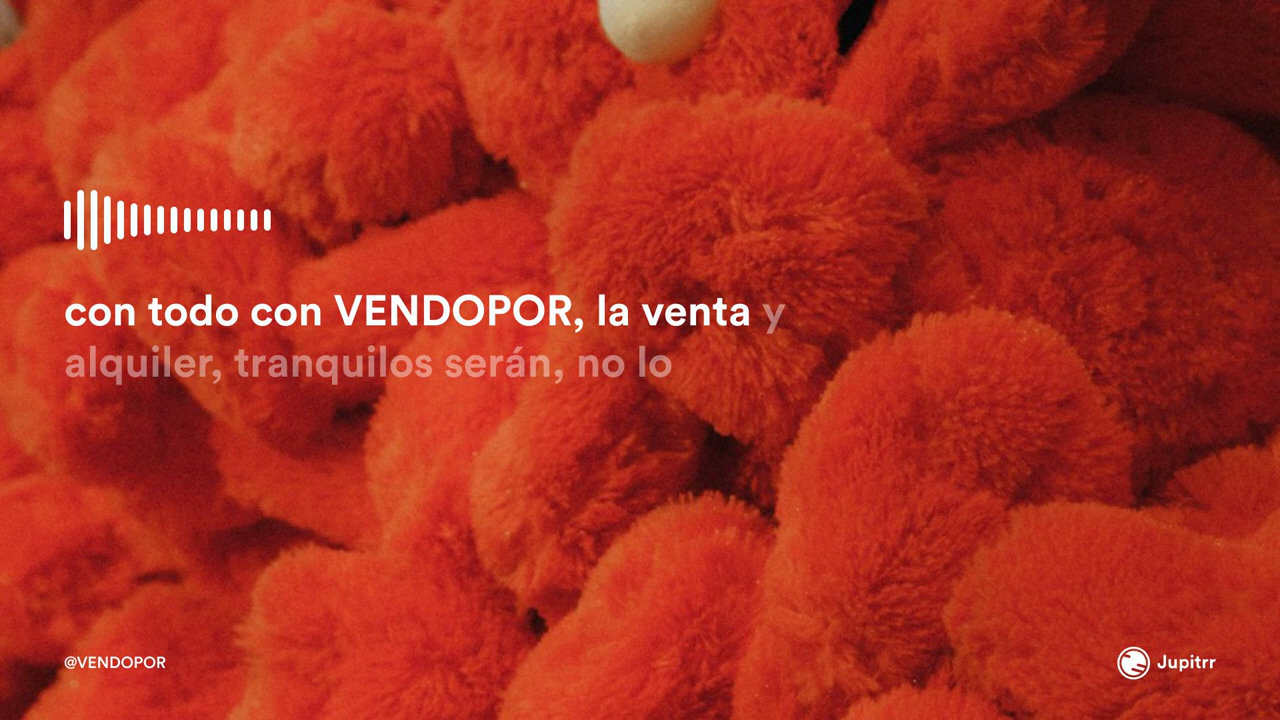 con todo con VENDOPOR, la venta y
alquiler, tranquilos serán, no lo
@VENDOPOR
Jupitrr